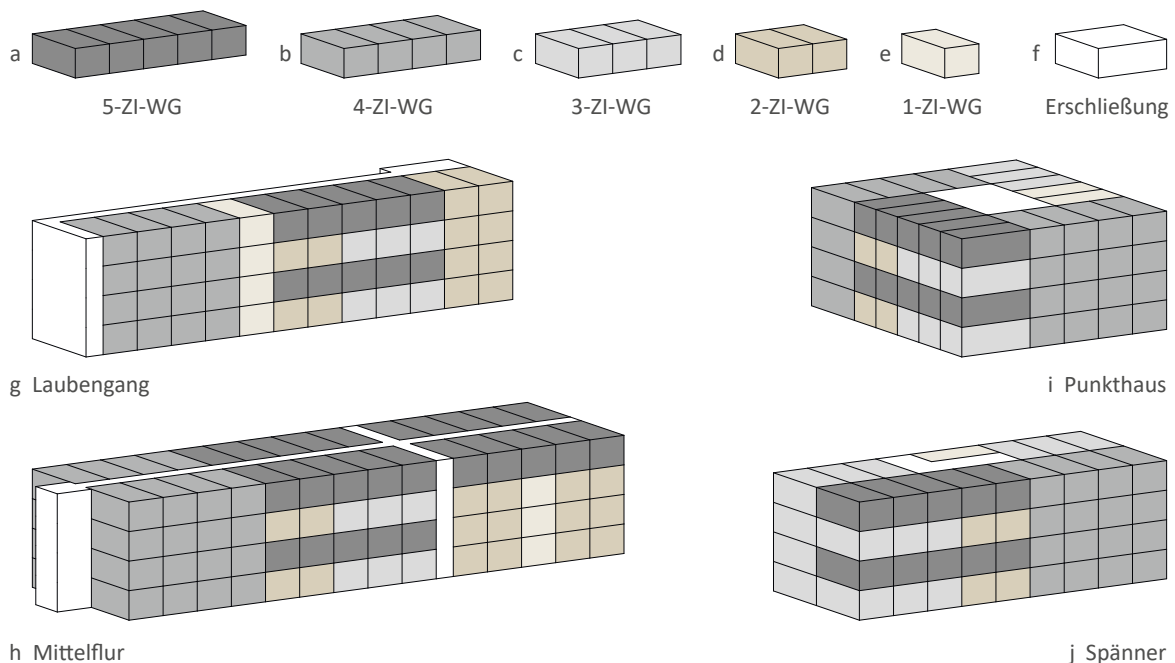 a b c d e f
5-ZI-WG 4-ZI-WG 3-ZI-WG 2-ZI-WG 1-ZI-WG Erschließung
g Laubengang
i Punkthaus
h Mittelflur
j Spänner